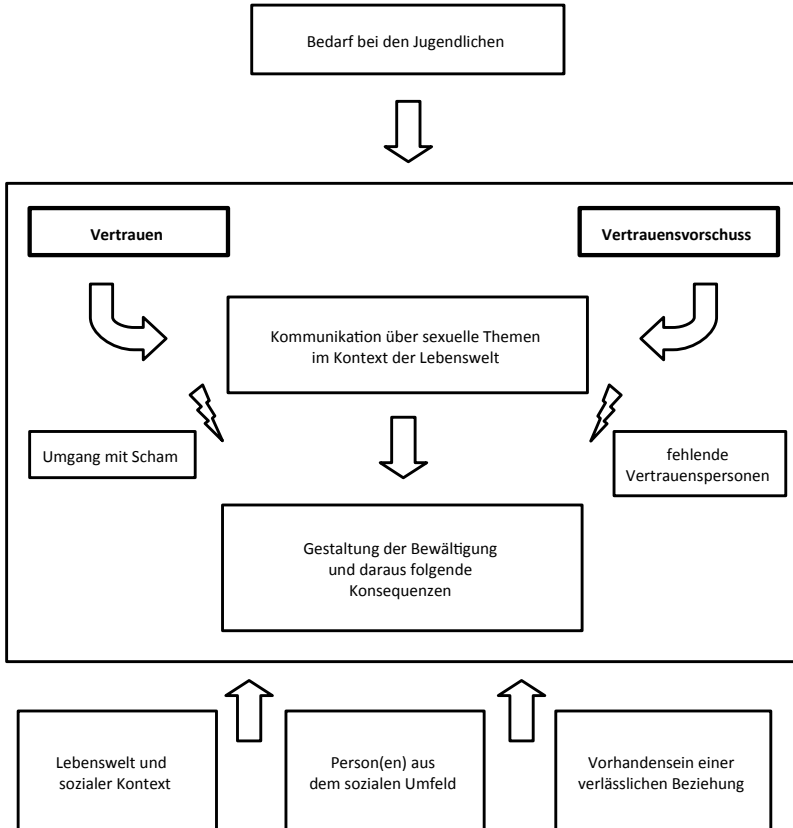 Bedarf bei den Jugendlichen
Vertrauen
Vertrauensvorschuss
Kommunikation über sexuelle Themen
im Kontext der Lebenswelt
Umgang mit Scham
fehlende
Vertrauenspersonen
Gestaltung der Bewältigung
und daraus folgende
Konsequenzen
Lebenswelt und
sozialer Kontext
Person(en) aus
dem sozialen Umfeld
Vorhandensein einer
verlässlichen Beziehung